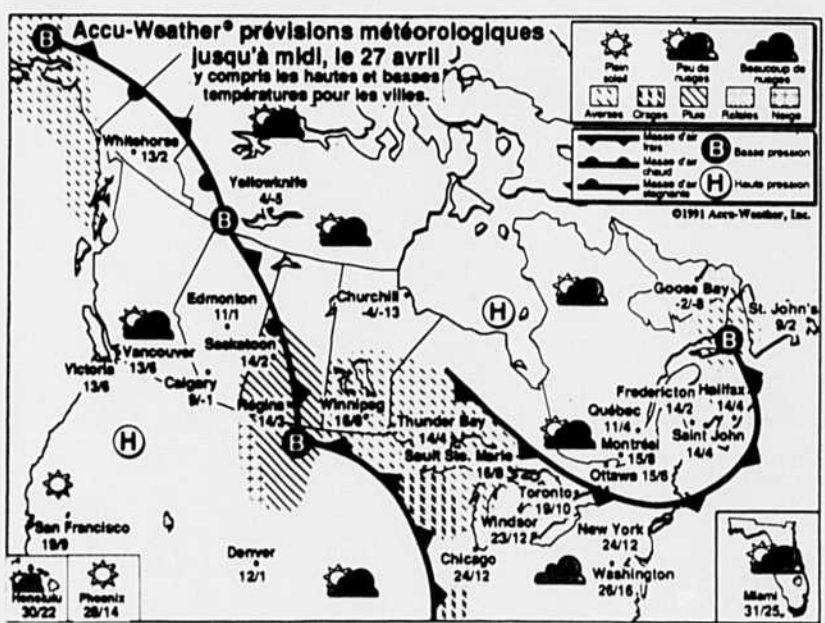 Accu-Weather® prévisions météorologiques
jusqu'à midi, le 27 avril
y compris les hautes et basses
températures pour les villes.
Plein soleil
Peu de nuages
Beaucoup de nuages
Averses
Orages
Pluie
Rafales
Neige
Masse d'air frais
Masse d'air chaud
Masse d'air stagnante
B Basse pression
H Haute pression
©1991 Accu-Weather, Inc.
B
Whitehorse
13/2
Yellowknife
4/-5
B
Edmonton
11/1
Churchill
-4/-13
H
Goose Bay
-2/-8
St. John's
9/2
B
Vancouver
13/6
Victoria
13/6
Calgary
9/-1
Saskatoon
14/2
Régina
14/3
Winnipeg
16/6
B
Thunder Bay
14/4
Sault Ste. Marie
16/8
Fredericton
14/2
Halifax
14/4
Québec
11/4
Saint John
14/4
Montréal
15/8
Ottawa 15/6
Toronto
19/10
Windsor
23/12
H
San Francisco
19/9
Denver
12/1
Chicago
24/12
New York
24/12
Washington
26/16
Honolulu
30/22
Phoenix
28/14
Miami
31/25